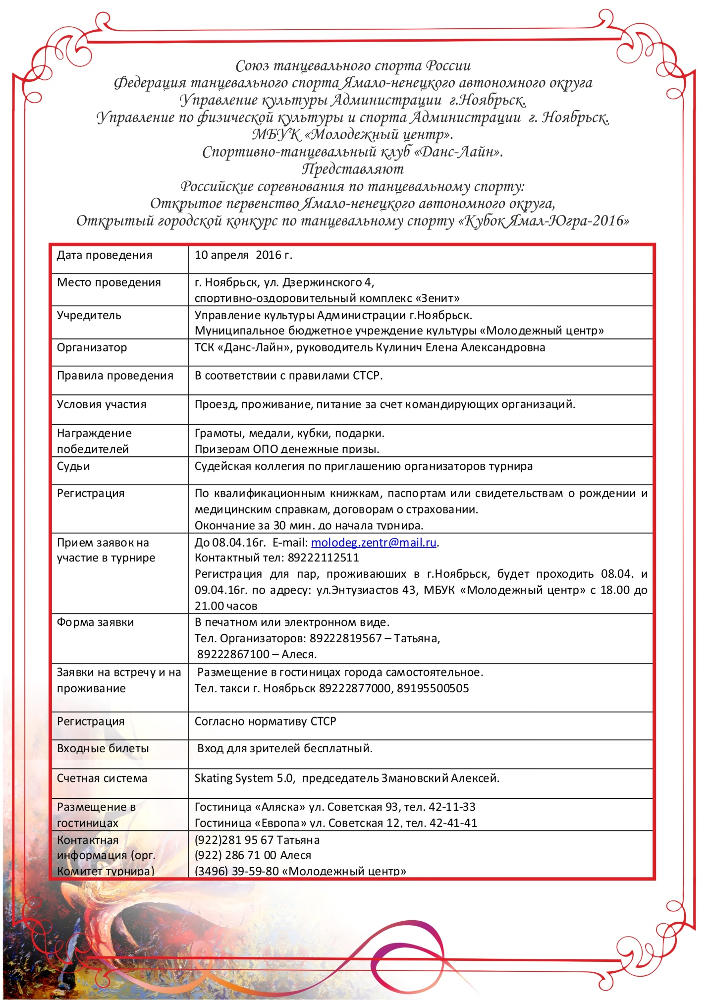 Союз танцевального спорта России
Федерация танцевального спорта Ямало-ненецкого автономного округа
Управление культуры Администрации г.Ноябрьск.
Управление по физической культуры и спорта Администрации г. Ноябрьск.
МБУК «Молодежный центр».
Спортивно-танцевальный клуб «Данс-Лайн».
Представляют
Российские соревнования по танцевальному спорту:
Открытое первенство Ямало-ненецкого автономного округа,
Открытый городской конкурс по танцевальному спорту «Кубок Ямал-Югра-2016»
Дата проведения
10 апреля 2016 г.
Место проведения
г. Ноябрьск, ул. Дзержинского 4,
спортивно-оздоровительный комплекс «Зенит»
Учредитель
Управление культуры Администрации г.Ноябрьск.
Муниципальное бюджетное учреждение культуры «Молодежный центр»
Организатор
ТСК «Данс-Лайн», руководитель Кулинич Елена Александровна
Правила проведения
В соответствии с правилами СТСР.
Условия участия
Проезд, проживание, питание за счет командирующих организаций.
Награждение
победителей
Грамоты, медали, кубки, подарки.
Призерам ОПО денежные призы.
Судьи
Судейская коллегия по приглашению организаторов турнира
Регистрация
По квалификационным книжкам, паспортам или свидетельствам о рождении и
медицинским справкам, договорам о страховании.
Окончание за 30 мин. до начала турнира.
Прием заявок на
участие в турнире
До 08.04.16г. E-mail: molodeg.zentr@mail.ru.
Контактный тел: 89222112511
Регистрация для пар, проживаюших в г.Ноябрьск, будет проходить 08.04. и
09.04.16г. по адресу: ул.Энтузиастов 43, МБУК «Молодежный центр» с 18.00 до
21.00 часов
Форма заявки
В печатном или электронном виде.
Тел. Организаторов: 89222819567 – Татьяна,
89222867100 – Алеся.
Заявки на встречу и на
проживание
Размещение в гостиницах города самостоятельное.
Тел. такси г. Ноябрьск 89222877000, 89195500505
Регистрация
Согласно нормативу СТСР
Входные билеты
Вход для зрителей бесплатный.
Счетная система
Skating System 5.0, председатель Змановский Алексей.
Размещение в
гостиницах
Гостиница «Аляска» ул. Советская 93, тел. 42-11-33
Гостиница «Европа» ул. Советская 12, тел. 42-41-41
Контактная
информация (орг.
Комитет турнира)
(922)281 95 67 Татьяна
(922) 286 71 00 Алеся
(3496) 39-59-80 «Молодежный центр»